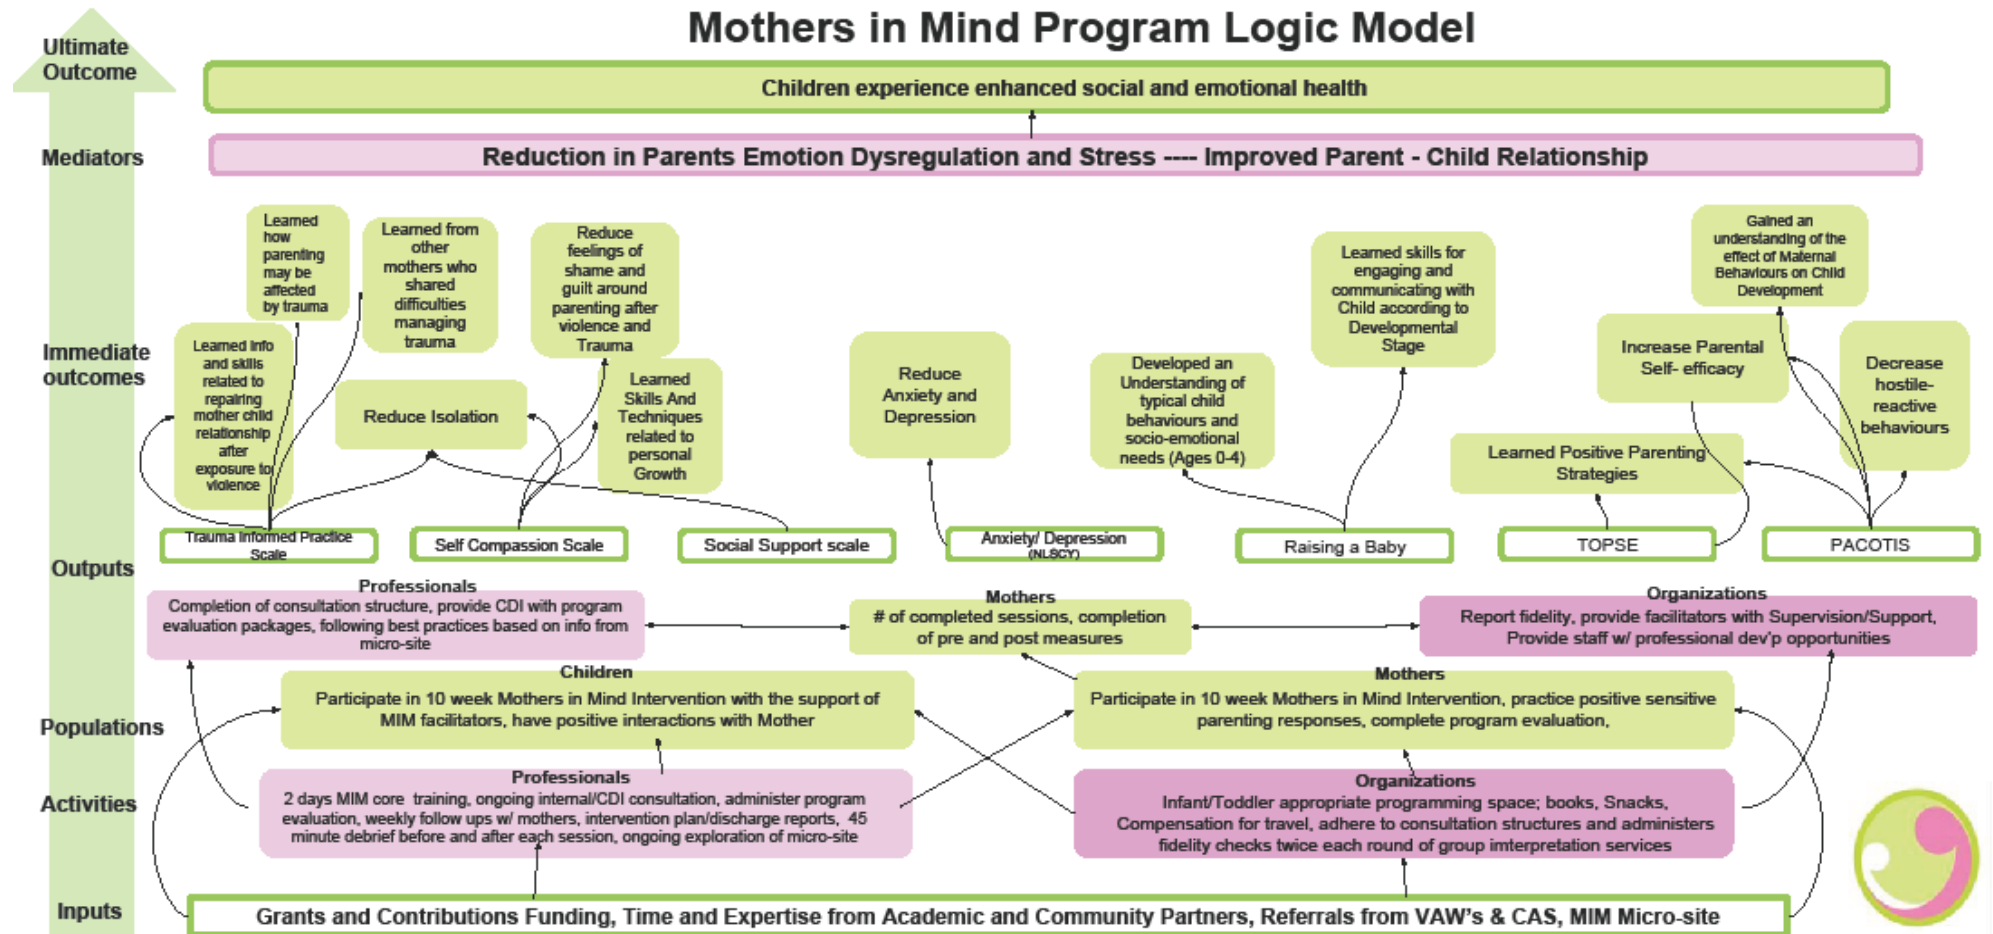 Mothers in Mind Program Logic Model
Ultimate
Outcome
Children experience enhanced social and emotional health
Mediators
Reduction in Parents Emotion Dysregulation and Stress ---- Improved Parent - Child Relationship
Immediate
outcomes
Learned info
and skills
related to
repairing
mother child
relationship
after
exposure to
violence
Learned
how
parenting
may be
affected
by trauma
Learned from
other
mothers who
shared
difficulties
managing
trauma
Reduce Isolation
Reduce
feelings of
shame and
guilt around
parenting after
violence and
Trauma
Learned
Skills And
Techniques
related to
personal
Growth
Reduce
Anxiety and
Depression
Developed an
Understanding of
typical child
behaviours and
socio-emotional
needs (Ages 0-4)
Learned skills for
engaging and
communicating with
Child according to
Developmental
Stage
Learned Positive Parenting
Strategies
Increase Parental
Self- efficacy
Gained an
understanding of the
effect of Maternal
Behaviours on Child
Development
Decrease
hostile-
reactive
behaviours
Trauma Informed Practice
Scale
Self Compassion Scale
Social Support scale
Anxiety/ Depression
(NLSCY)
Raising a Baby
TOPSE
PACOTIS
Outputs
Professionals
Completion of consultation structure, provide CDI with program
evaluation packages, following best practices based on info from
micro-site
Mothers
# of completed sessions, completion
of pre and post measures
Organizations
Report fidelity, provide facilitators with Supervision/Support,
Provide staff w/ professional dev'p opportunities
Populations
Children
Participate in 10 week Mothers in Mind Intervention with the support of
MIM facilitators, have positive interactions with Mother
Mothers
Participate in 10 week Mothers in Mind Intervention, practice positive sensitive
parenting responses, complete program evaluation,
Activities
Professionals
2 days MIM core training, ongoing internal/CDI consultation, administer program
evaluation, weekly follow ups w/ mothers, intervention plan/discharge reports, 45
minute debrief before and after each session, ongoing exploration of micro-site
Organizations
Infant/Toddler appropriate programming space; books, Snacks,
Compensation for travel, adhere to consultation structures and administers
fidelity checks twice each round of group imterpretation services
Inputs
Grants and Contributions Funding, Time and Expertise from Academic and Community Partners, Referrals from VAW's & CAS, MIM Micro-site